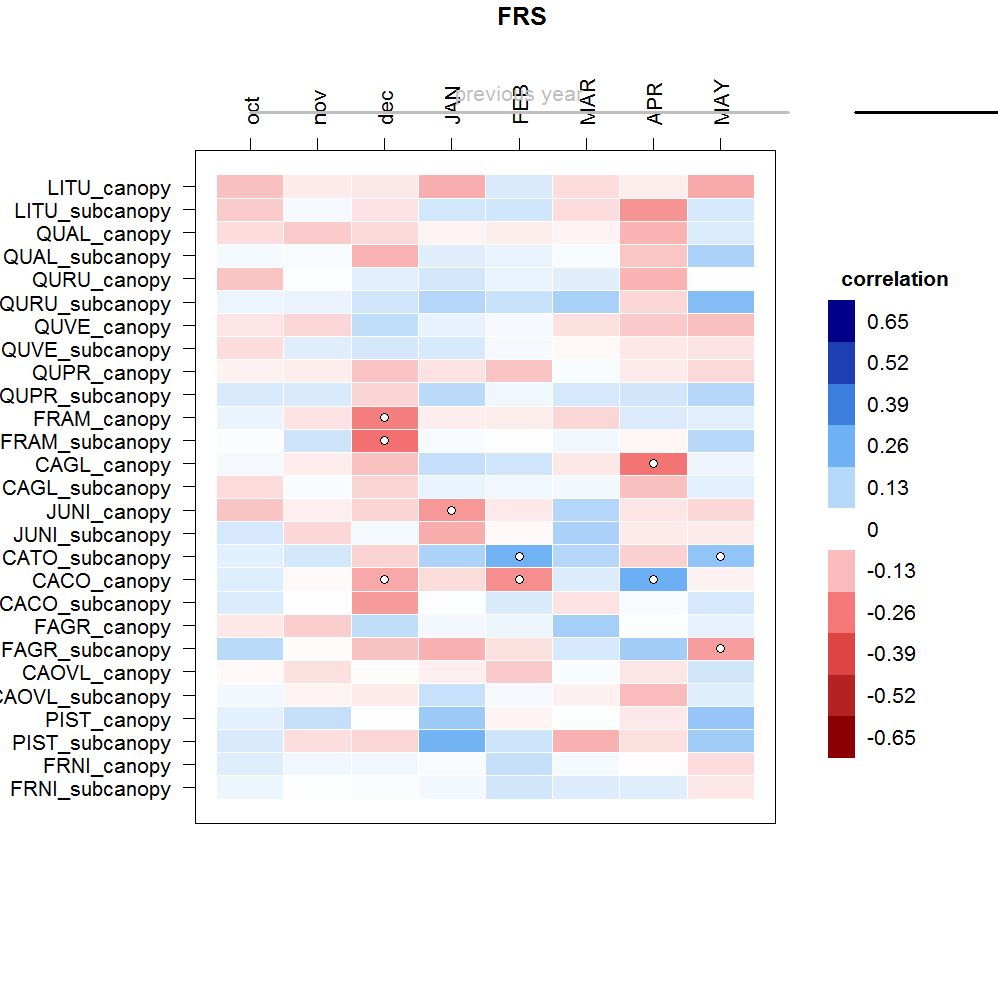 FRS
previous year
oct nov dec JAN FEB MAR APR MAY
LITU_canopy
LITU_subcanopy
QUAL_canopy
QUAL_subcanopy
QURU_canopy
QURU_subcanopy
QUVE_canopy
QUVE_subcanopy
QUPR_canopy
QUPR_subcanopy
FRAM_canopy
FRAM_subcanopy
CAGL_canopy
CAGL_subcanopy
JUNI_canopy
JUNI_subcanopy
CATO_subcanopy
CACO_canopy
CACO_subcanopy
FAGR_canopy
FAGR_subcanopy
CAOVL_canopy
CAOVL_subcanopy
PIST_canopy
PIST_subcanopy
FRNI_canopy
FRNI_subcanopy
correlation
0.65
0.52
0.39
0.26
0.13
0
-0.13
-0.26
-0.39
-0.52
-0.65